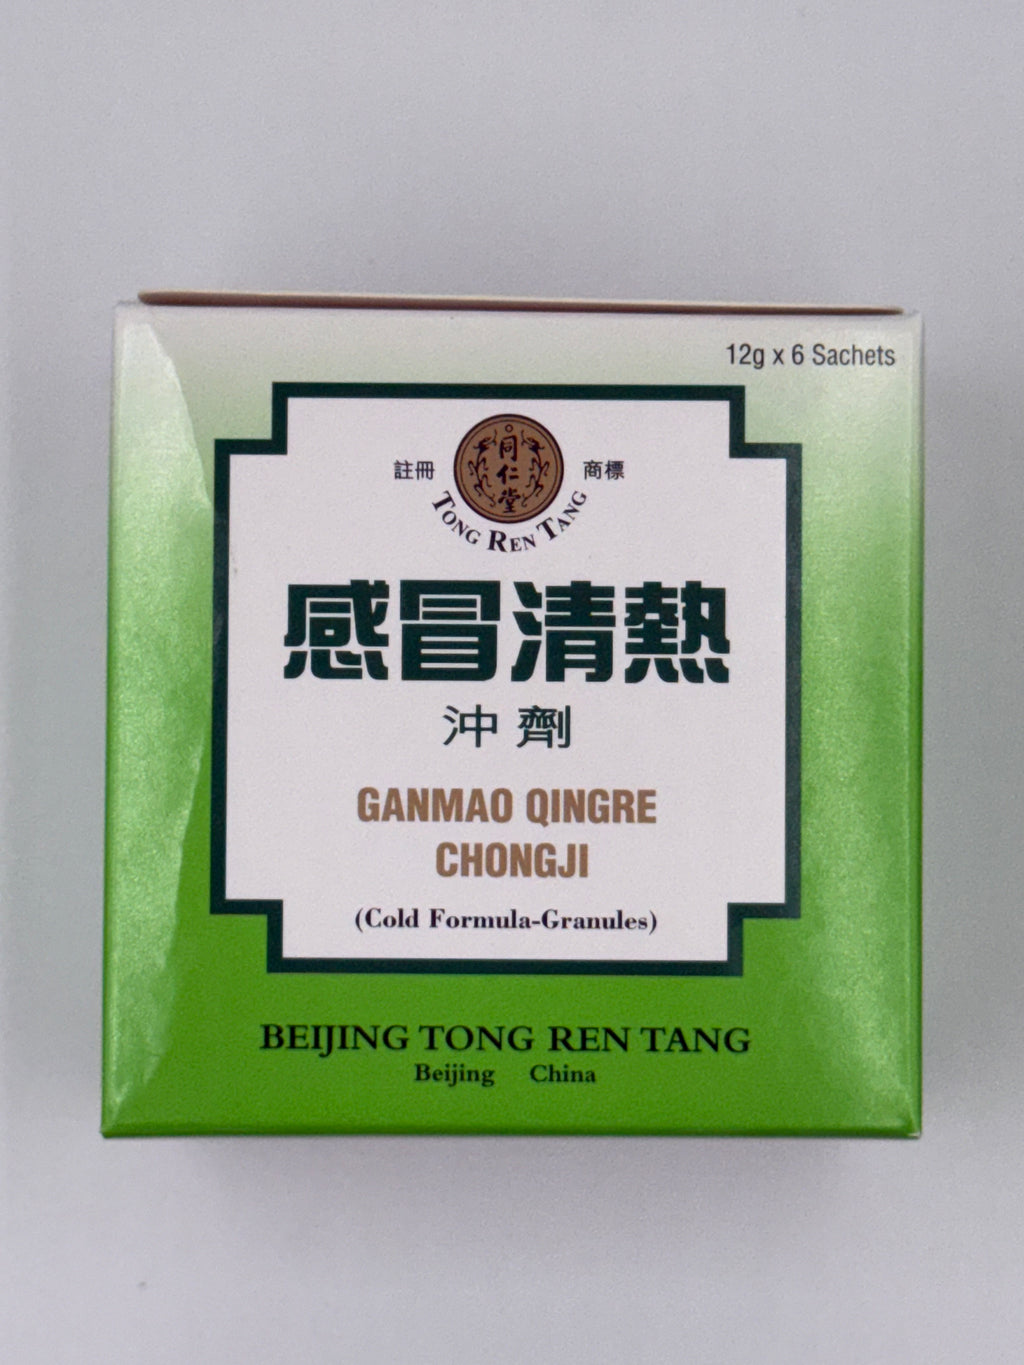 12g x 6 Sachets
註冊 同仁堂 商標
TONG REN TANG
感冒清熱
沖劑
GANMAO QINGRE
CHONGJI
(Cold Formula-Granules)
BEIJING TONG REN TANG
Beijing China